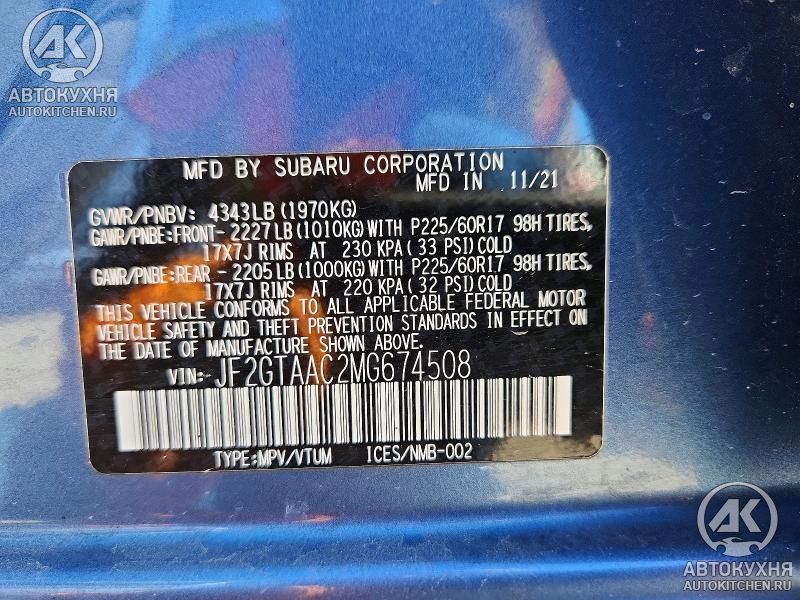 АК
АВТОКУХНЯ
AUTOKITCHEN.RU
MFD BY SUBARU CORPORATION
MFD IN 11/21
GVWR/PNBV: 4343LB (1970KG)
GAWR/PNBE:FRONT- 2227LB (1010KG) WITH P225/60R17 98H TIRES,
17X7J RIMS AT 230 KPA ( 33 PSI) COLD
GAWR/PNBE:REAR - 2205LB (1000KG) WITH P225/60R17 98H TIRES,
17X7J RIMS AT 220 KPA ( 32 PSI) COLD
THIS VEHICLE CONFORMS TO ALL APPLICABLE FEDERAL MOTOR
VEHICLE SAFETY AND THEFT PREVENTION STANDARDS IN EFFECT ON
THE DATE OF MANUFACTURE SHOWN ABOVE.
VIN: JF2GTAAC2MG674508
TYPE:MPV/VTUM ICES/NMB-002
АК
АВТОКУХНЯ
AUTOKITCHEN.RU